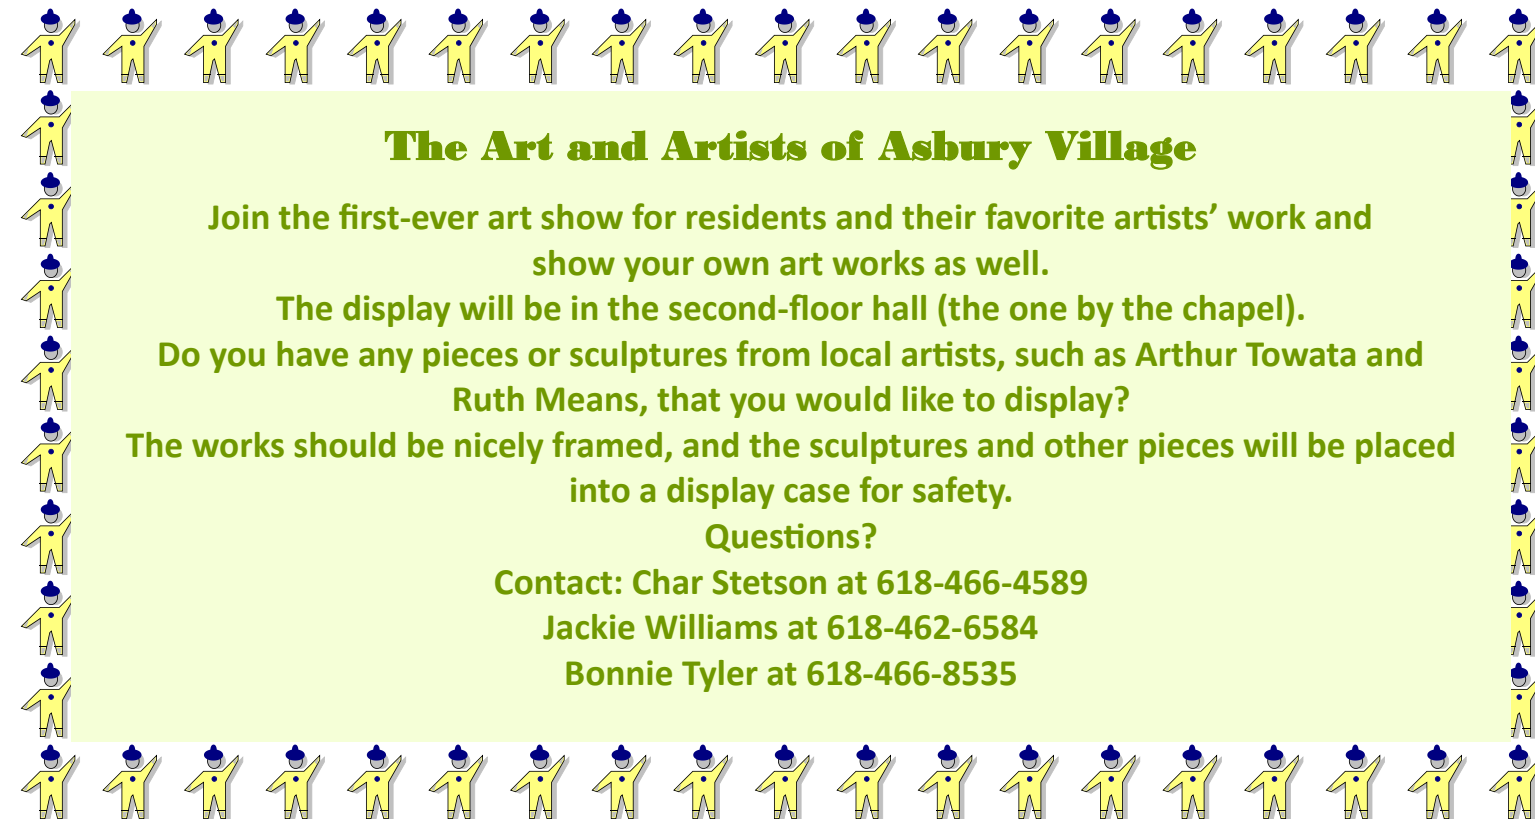 The Art and Artists of Asbury Village
Join the first-ever art show for residents and their favorite artists’ work and
show your own art works as well.
The display will be in the second-floor hall (the one by the chapel).
Do you have any pieces or sculptures from local artists, such as Arthur Towata and
Ruth Means, that you would like to display?
The works should be nicely framed, and the sculptures and other pieces will be placed
into a display case for safety.
Questions?
Contact: Char Stetson at 618-466-4589
Jackie Williams at 618-462-6584
Bonnie Tyler at 618-466-8535